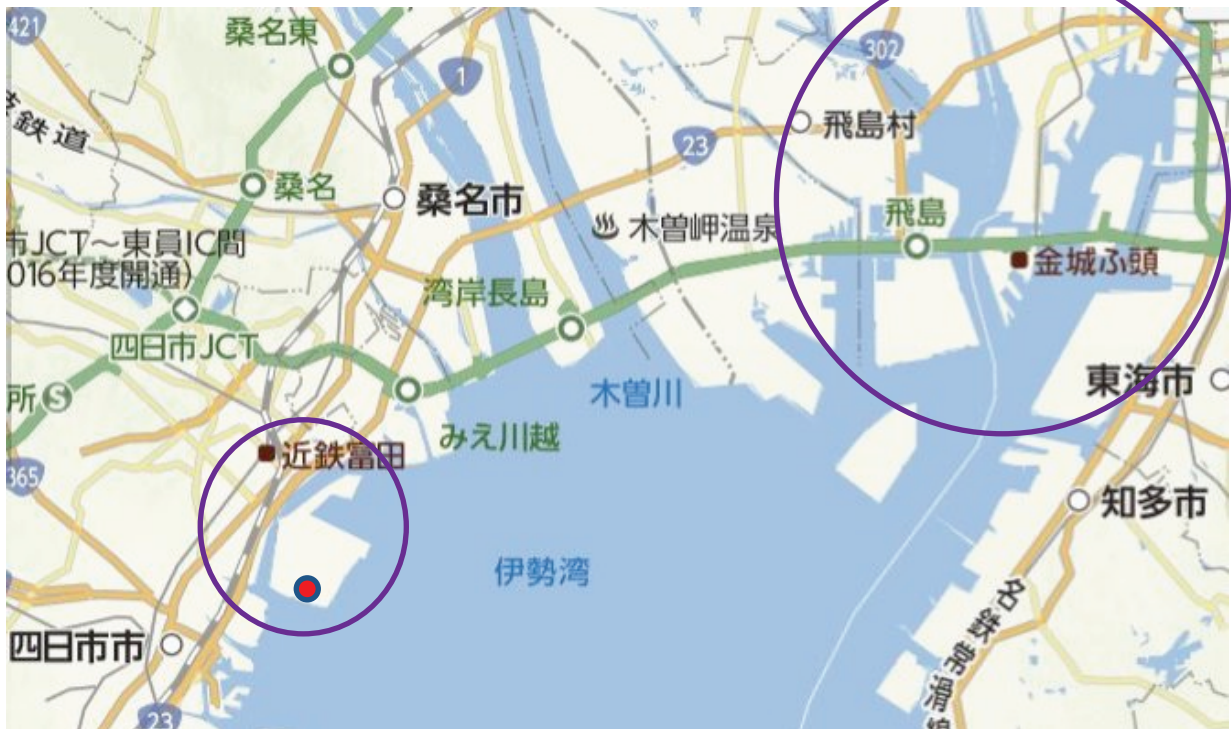 421
桑名東
1
302
飛島村
鉄道
23
桑名
桑名市
飛島
木曽岬温泉
市JCT～東員IC間
016年度開通)
金城ふ頭
湾岸長島
四日市JCT
東海市
所
S
木曽川
みえ川越
近鉄富田
365
知多市
伊勢湾
名鉄常滑線
四日市市
23